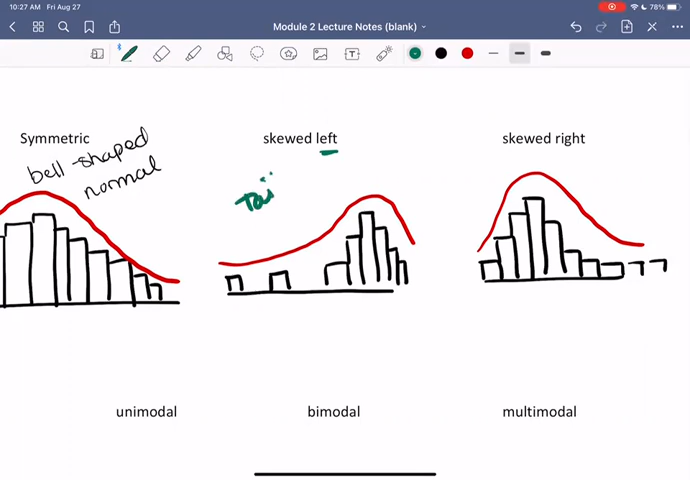 10:27 AM Fri Aug 27
78%
Module 2 Lecture Notes (blank)
Symmetric
skewed left
skewed right
bell-shaped
normal
unimodal
bimodal
multimodal